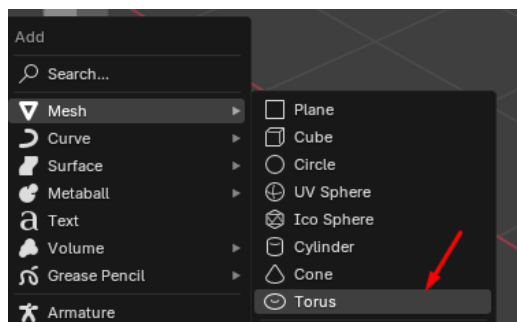 Add
Search...
Mesh
Curve
Surface
Metaball
Text
Volume
Grease Pencil
Armature
Plane
Cube
Circle
UV Sphere
Ico Sphere
Cylinder
Cone
Torus